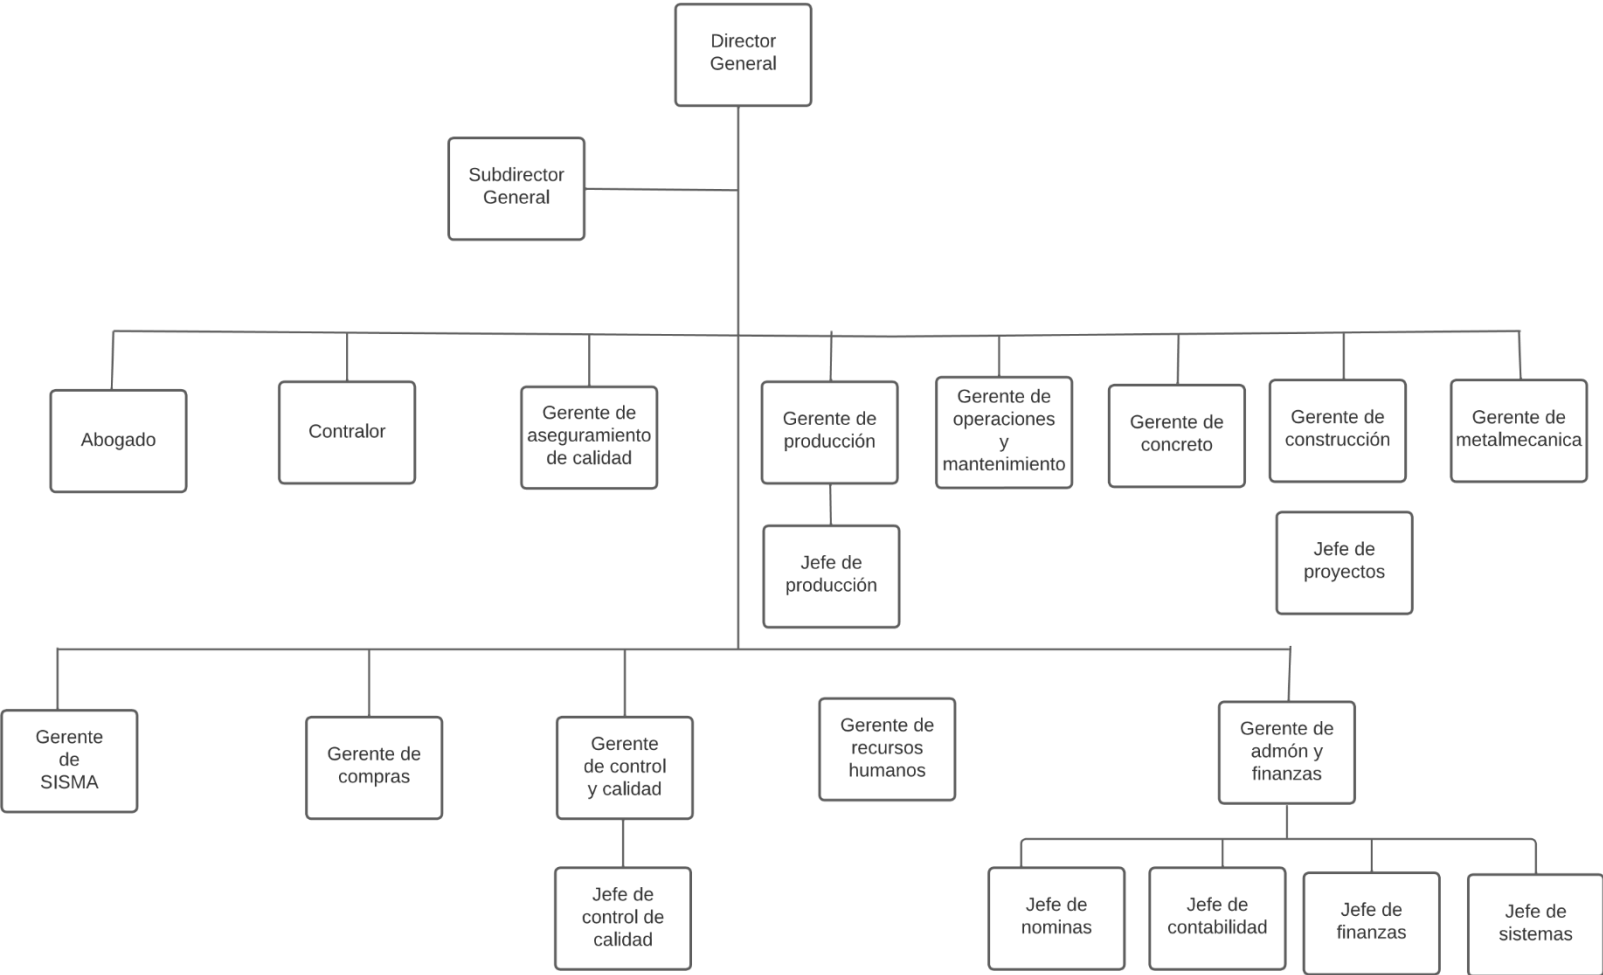 Director
General
Subdirector
General
Abogado
Contralor
Gerente de
aseguramiento
de calidad
Gerente de
producción
Gerente de
operaciones
y
mantenimiento
Gerente de
concreto
Gerente de
construcción
Gerente de
metalmecanica
Jefe de
producción
Jefe de
proyectos
Gerente
de
SISMA
Gerente de
compras
Gerente
de control
y calidad
Gerente de
recursos
humanos
Gerente de
admón y
finanzas
Jefe de
control de
calidad
Jefe de
nominas
Jefe de
contabilidad
Jefe de
finanzas
Jefe de
sistemas